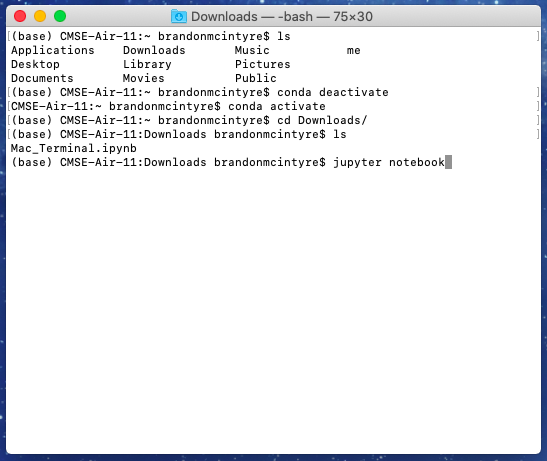 Downloads — -bash — 75×30
[(base) CMSE-Air-11:~ brandonmcintyre$ ls ]
Applications    Downloads       Music           me
Desktop         Library         Pictures
Documents       Movies          Public
[(base) CMSE-Air-11:~ brandonmcintyre$ conda deactivate ]
[CMSE-Air-11:~ brandonmcintyre$ conda activate ]
[(base) CMSE-Air-11:~ brandonmcintyre$ cd Downloads/ ]
[(base) CMSE-Air-11:Downloads brandonmcintyre$ ls ]
Mac_Terminal.ipynb
(base) CMSE-Air-11:Downloads brandonmcintyre$ jupyter notebook